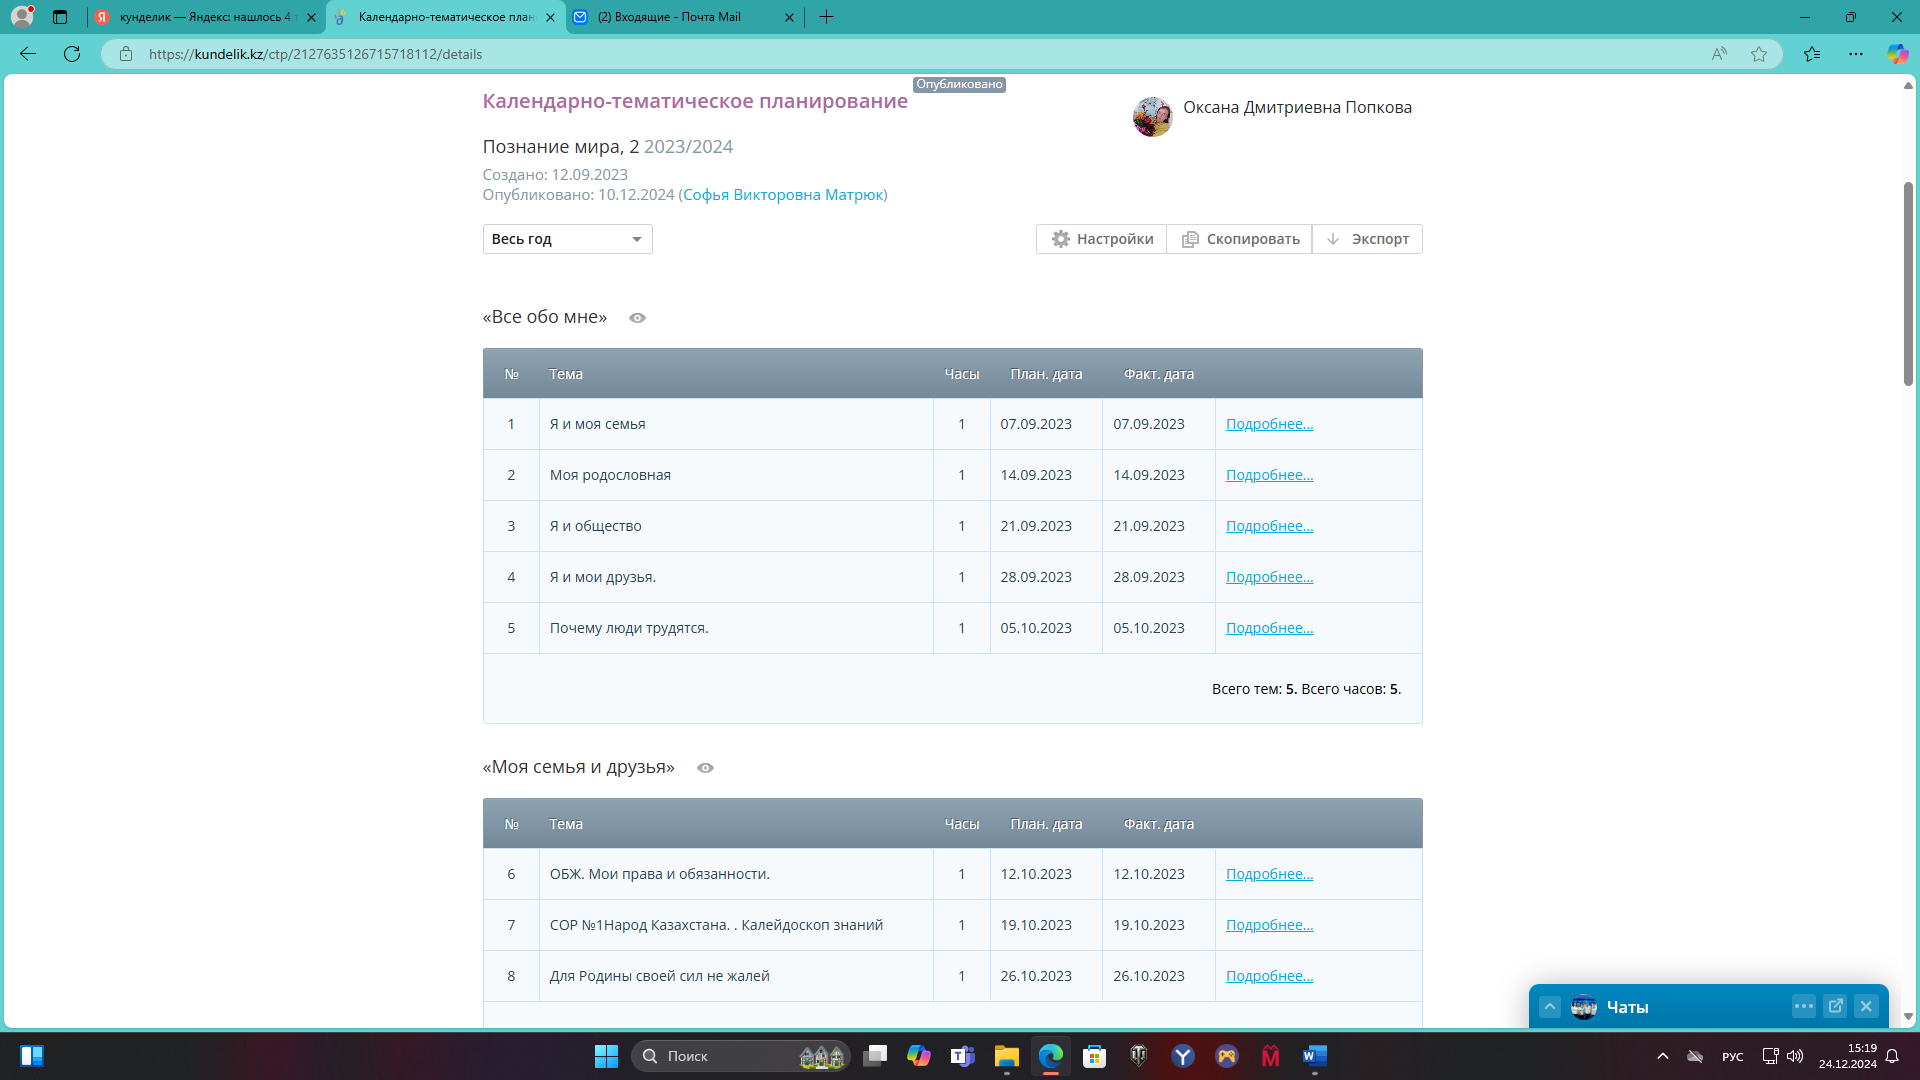 кунделик — Яндекс: нашлось 4 т
Календарно-тематическое план
(2) Входящие - Почта Mail
https://kundelik.kz/ctp/2127635126715718112/details
Опубликовано
Календарно-тематическое планирование
Оксана Дмитриевна Попкова
Познание мира, 2 2023/2024
Создано: 12.09.2023
Опубликовано: 10.12.2024 (Софья Викторовна Матрюк)
Весь год
Настройки
Скопировать
Экспорт
«Все обо мне»
№ Тема Часы План. дата Факт. дата
1 Я и моя семья 1 07.09.2023 07.09.2023 Подробнее...
2 Моя родословная 1 14.09.2023 14.09.2023 Подробнее...
3 Я и общество 1 21.09.2023 21.09.2023 Подробнее...
4 Я и мои друзья. 1 28.09.2023 28.09.2023 Подробнее...
5 Почему люди трудятся. 1 05.10.2023 05.10.2023 Подробнее...
Всего тем: 5. Всего часов: 5.
«Моя семья и друзья»
№ Тема Часы План. дата Факт. дата
6 ОБЖ. Мои права и обязанности. 1 12.10.2023 12.10.2023 Подробнее...
7 СОР №1Народ Казахстана. . Калейдоскоп знаний 1 19.10.2023 19.10.2023 Подробнее...
8 Для Родины своей сил не жалей 1 26.10.2023 26.10.2023 Подробнее...
Чаты
Поиск
РУС
15:19
24.12.2024